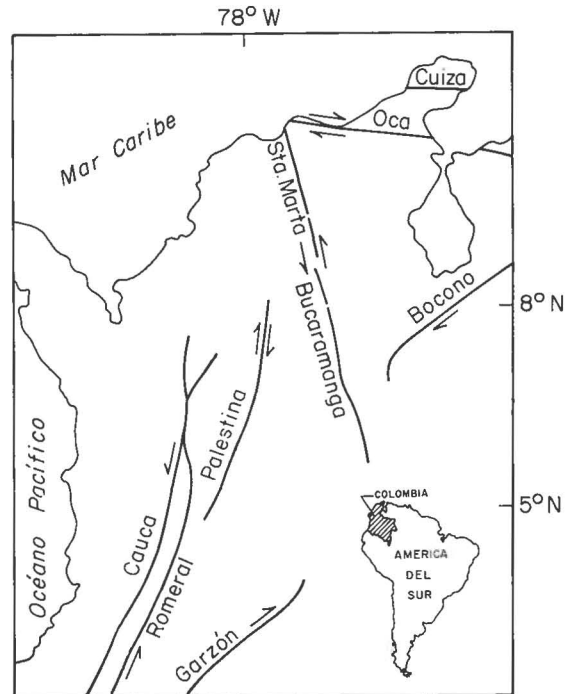 78° W
Cuiza
Oca
Mar Caribe
Sta. Marta
Bucaramanga
Bocono
8° N
Palestina
Océano Pacífico
Cauca
Romeral
Garzón
5° N
COLOMBIA
AMERICA
DEL
SUR